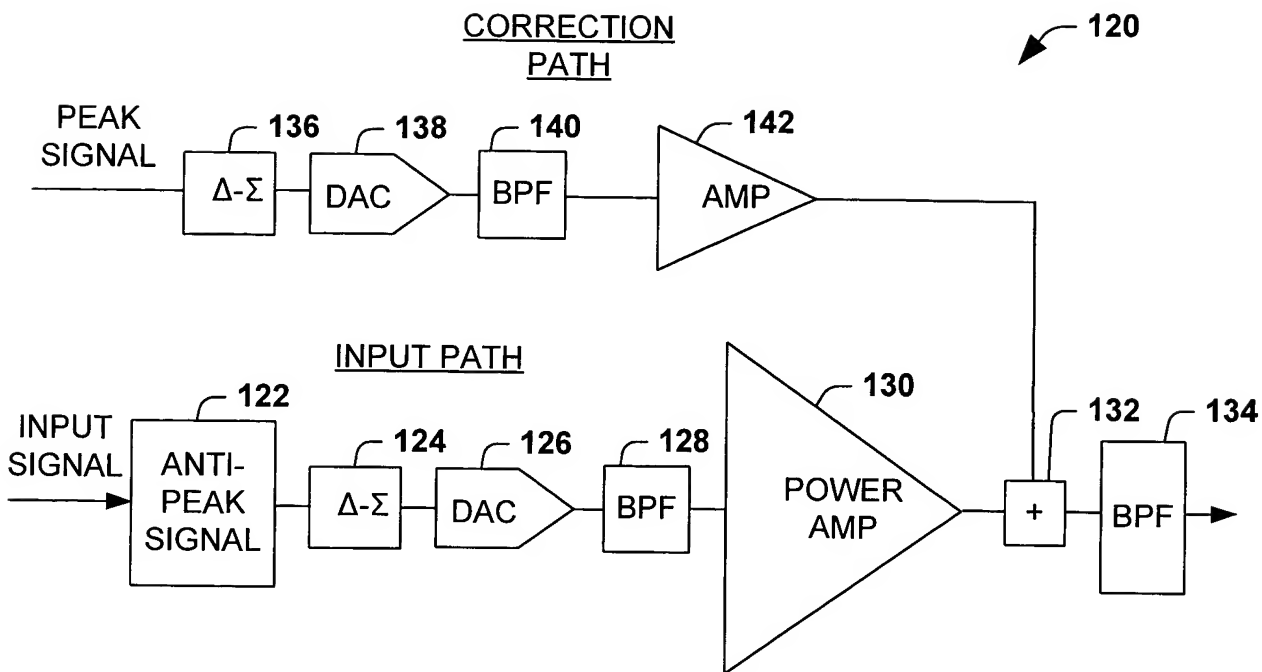 CORRECTION
PATH
120
PEAK
SIGNAL
136
138
140
142
Δ-Σ
DAC
BPF
AMP
INPUT PATH
122
INPUT
SIGNAL
ANTI-
PEAK
SIGNAL
124
126
128
130
132
134
Δ-Σ
DAC
BPF
POWER
AMP
+
BPF